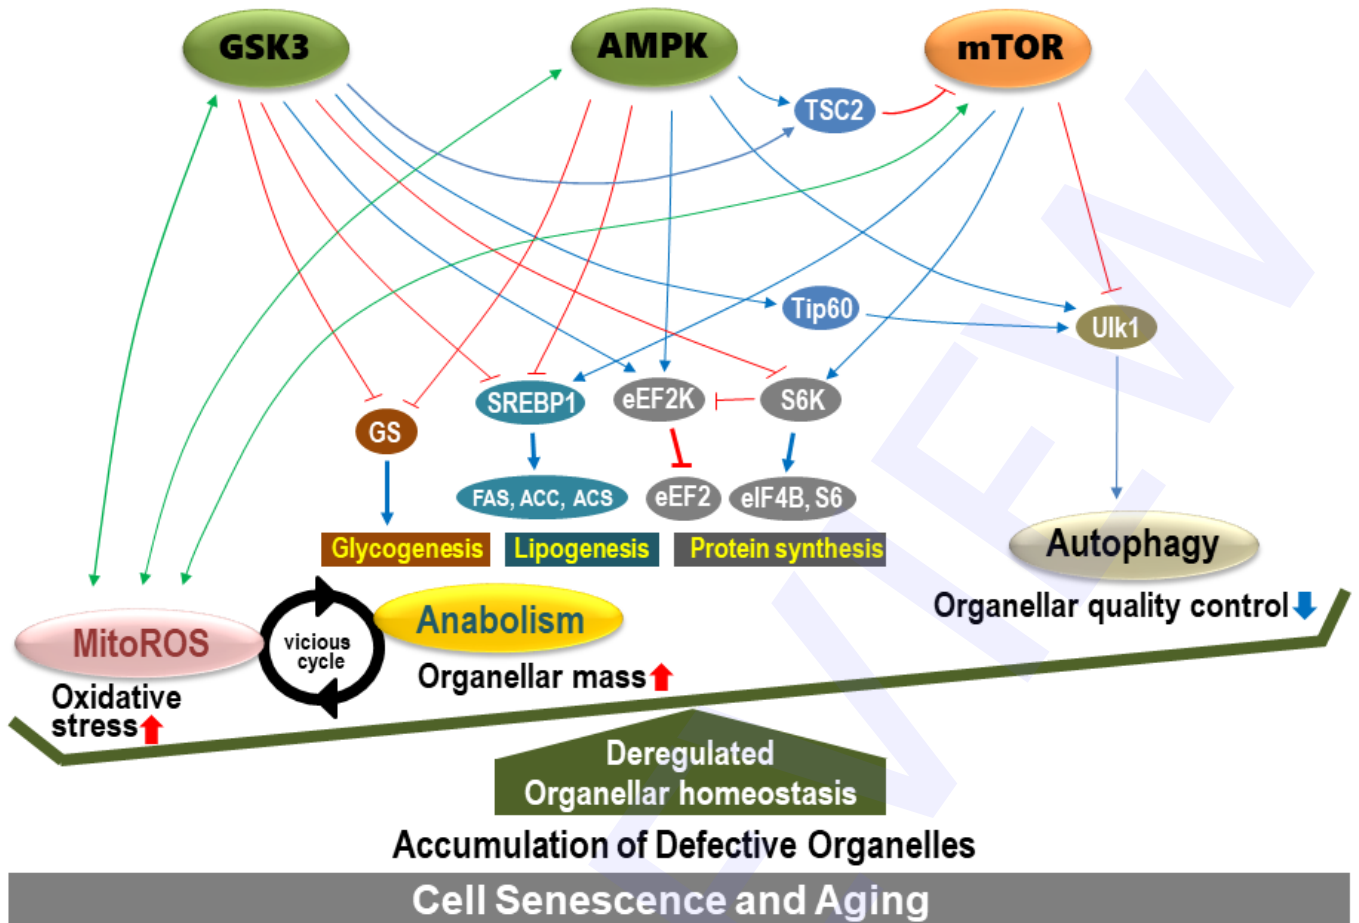 GSK3
AMPK
mTOR
TSC2
Tip60
Ulk1
SREBP1
eEF2K
S6K
GS
FAS, ACC, ACS
eEF2
eIF4B, S6
Glycogenesis
Lipogenesis
Protein synthesis
Autophagy
Organellar quality control
MitoROS
vicious
cycle
Anabolism
Organellar mass
Oxidative
stress
Deregulated
Organellar homeostasis
Accumulation of Defective Organelles
Cell Senescence and Aging